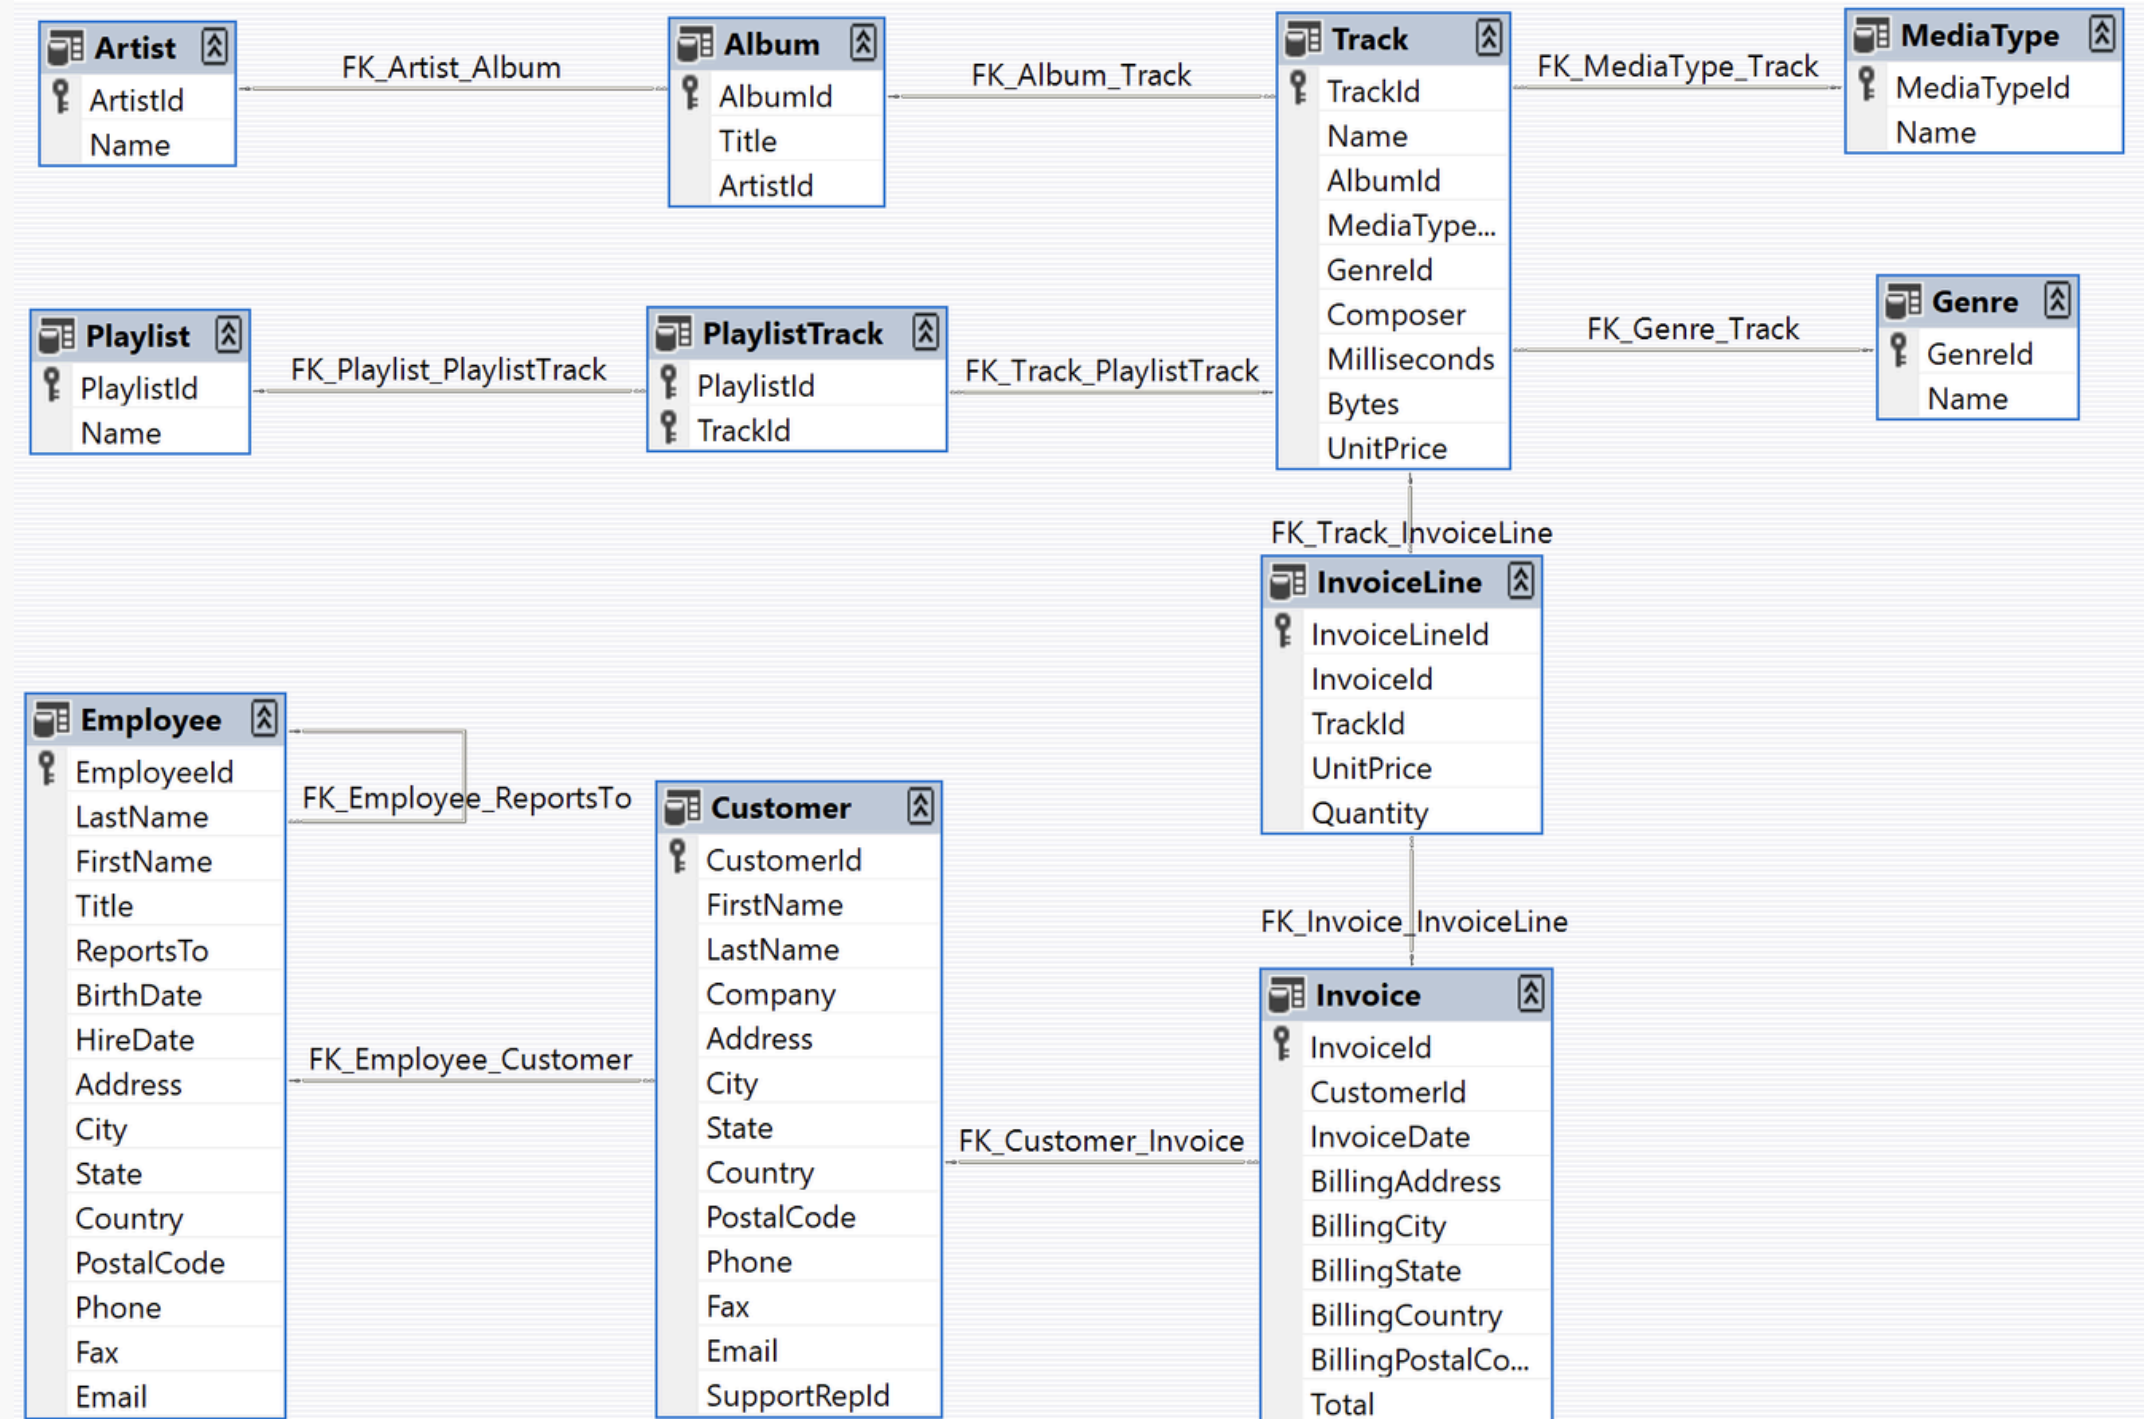 Artist
ArtistId
Name
FK_Artist_Album
Album
AlbumId
Title
ArtistId
FK_Album_Track
Track
TrackId
Name
AlbumId
MediaType...
GenreId
Composer
Milliseconds
Bytes
UnitPrice
FK_MediaType_Track
MediaType
MediaTypeId
Name
Playlist
PlaylistId
Name
FK_Playlist_PlaylistTrack
PlaylistTrack
PlaylistId
TrackId
FK_Track_PlaylistTrack
FK_Genre_Track
Genre
GenreId
Name
FK_Track_InvoiceLine
InvoiceLine
InvoiceLineId
InvoiceId
TrackId
UnitPrice
Quantity
Employee
EmployeeId
LastName
FirstName
Title
ReportsTo
BirthDate
HireDate
Address
City
State
Country
PostalCode
Phone
Fax
Email
FK_Employee_ReportsTo
FK_Employee_Customer
Customer
CustomerId
FirstName
LastName
Company
Address
City
State
Country
PostalCode
Phone
Fax
Email
SupportRepId
FK_Customer_Invoice
FK_Invoice_InvoiceLine
Invoice
InvoiceId
CustomerId
InvoiceDate
BillingAddress
BillingCity
BillingState
BillingCountry
BillingPostalCo...
Total